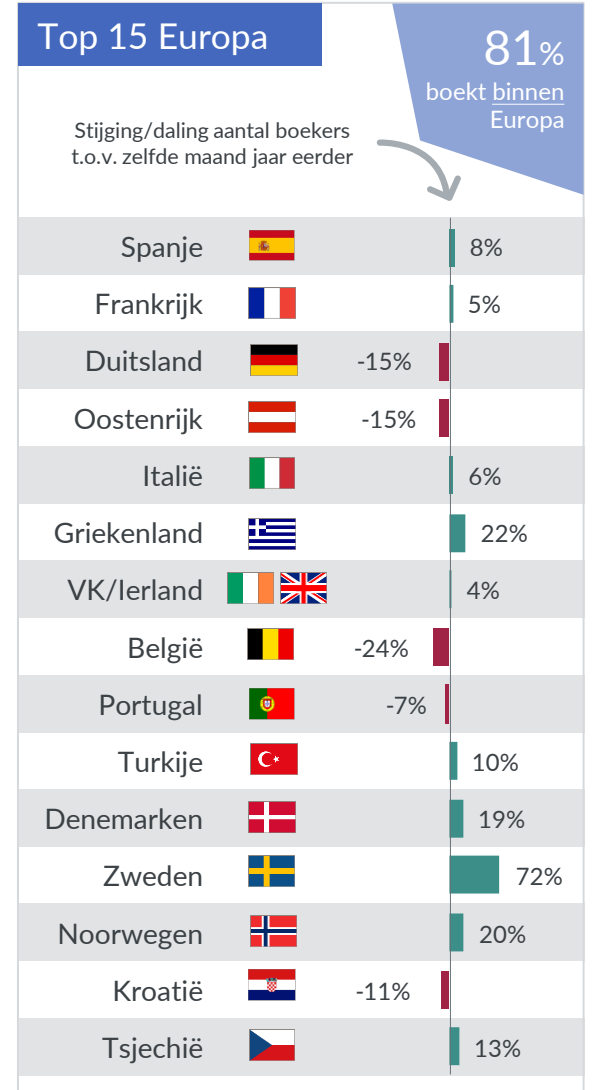 Top 15 Europa
81%
boekt binnen
Europa
Stijging/daling aantal boekers
t.o.v. zelfde maand jaar eerder
Spanje 8%
Frankrijk 5%
Duitsland -15%
Oostenrijk -15%
Italië 6%
Griekenland 22%
VK/Ierland 4%
België -24%
Portugal -7%
Turkije 10%
Denemarken 19%
Zweden 72%
Noorwegen 20%
Kroatië -11%
Tsjechië 13%